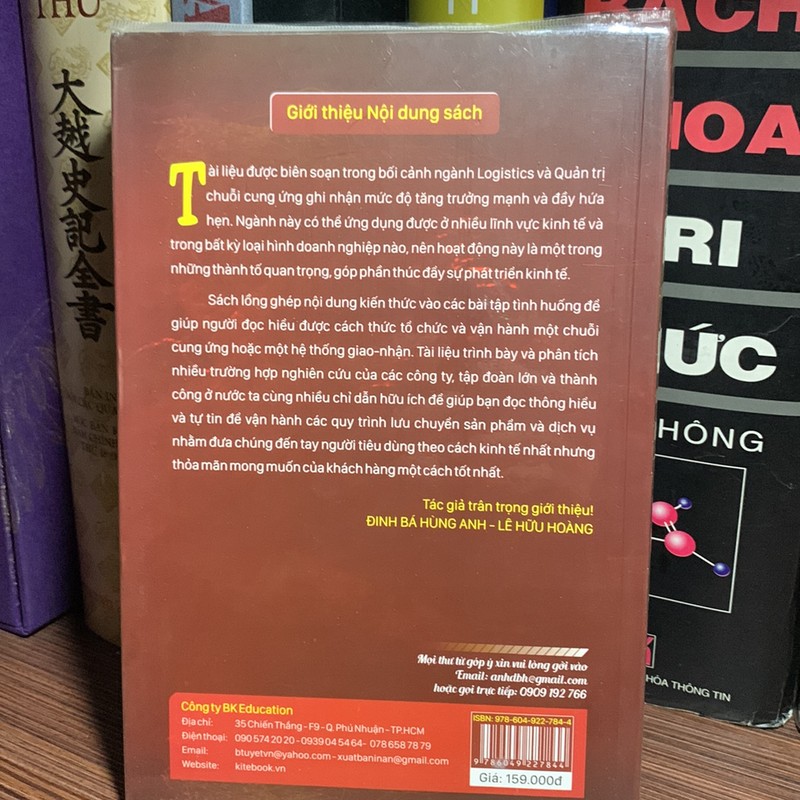 THƯ
大越史記全書
BÁCH
KHOA
TRI
THỨC
Giới thiệu Nội dung sách
Tài liệu được biên soạn trong bối cảnh ngành Logistics và Quản trị
chuỗi cung ứng ghi nhận mức độ tăng trưởng mạnh và đầy hứa
hẹn. Ngành này có thể ứng dụng được ở nhiều lĩnh vực kinh tế và
trong bất kỳ loại hình doanh nghiệp nào, nên hoạt động này là một trong
những thành tố quan trọng, góp phần thúc đẩy sự phát triển kinh tế.
Sách lồng ghép nội dung kiến thức vào các bài tập tình huống để
giúp người đọc hiểu được cách thức tổ chức và vận hành một chuỗi
cung ứng hoặc một hệ thống giao-nhận. Tài liệu trình bày và phân tích
nhiều trường hợp nghiên cứu của các công ty, tập đoàn lớn và thành
công ở nước ta cùng nhiều chỉ dẫn hữu ích để giúp bạn đọc thông hiểu
và tự tin để vận hành các quy trình lưu chuyển sản phẩm và dịch vụ
nhằm đưa chúng đến tay người tiêu dùng theo cách kinh tế nhất nhưng
thỏa mãn mong muốn của khách hàng một cách tốt nhất.
Tác giả trân trọng giới thiệu!
ĐINH BÁ HÙNG ANH - LÊ HỮU HOÀNG
Mọi thư từ góp ý xin vui lòng gởi vào
Email: anhdbh@gmail.com
hoặc gọi trực tiếp: 0909 192 766
Công ty BK Education
Địa chỉ: 35 Chiến Thắng - F9 - Q. Phú Nhuận - TP.HCM
Điện thoại: 090 574 20 20 - 0939 04 54 64- 078 658 78 79
Email: btuyetvn@yahoo.com - xuatbaninan@gmail.com
Website: kitebook.vn
ISBN: 978-604-922-784-4
9 786049 227844
Giá: 159.000đ
HÔNG
HÓA THÔNG TIN